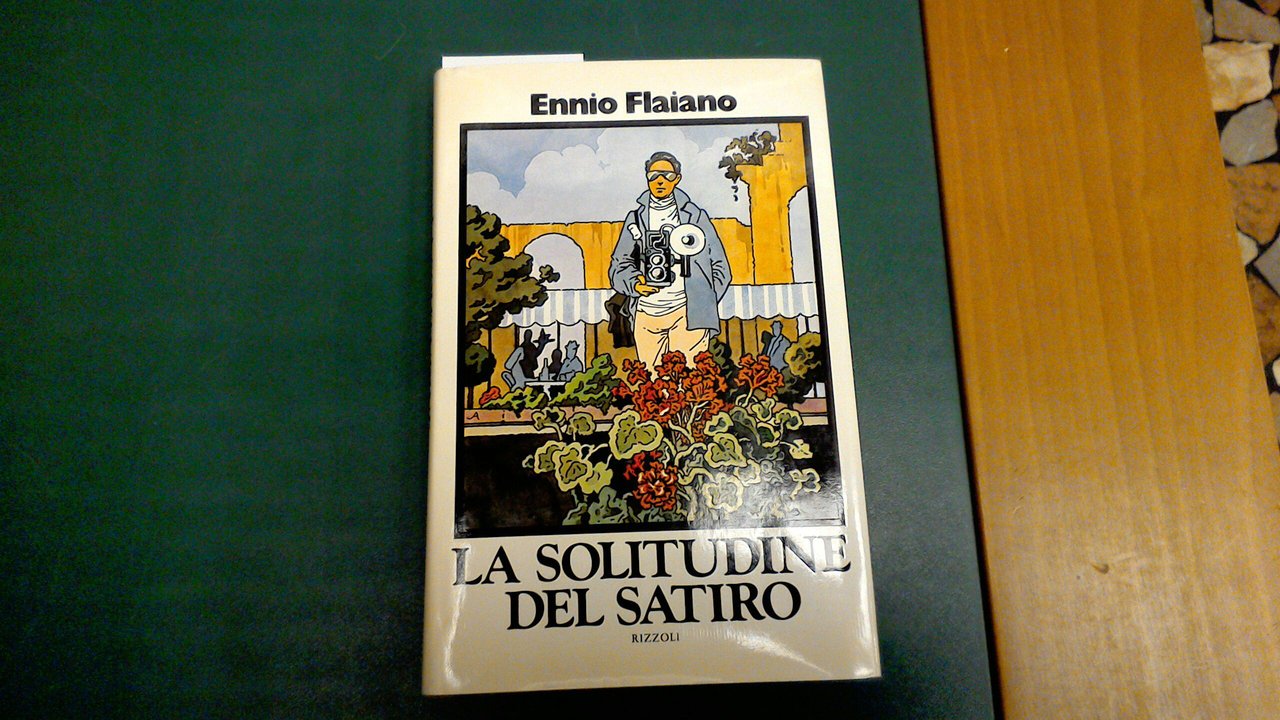 Ennio Flaiano
LA SOLITUDINE
DEL SATIRO
RIZZOLI